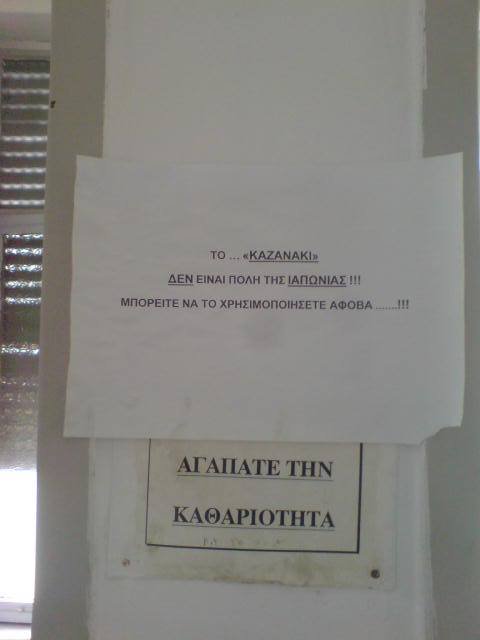 ΤΟ ... «ΚΑΖΑΝΑΚΙ»
ΔΕΝ ΕΙΝΑΙ ΠΟΛΗ ΤΗΣ ΙΑΠΩΝΙΑΣ !!!
ΜΠΟΡΕΙΤΕ ΝΑ ΤΟ ΧΡΗΣΙΜΟΠΟΙΗΣΕΤΕ ΑΦΟΒΑ .......!!!
ΑΓΑΠΑΤΕ ΤΗΝ
ΚΑΘΑΡΙΟΤΗΤΑ